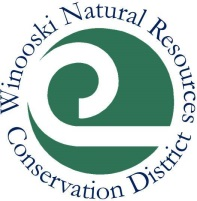 Winooski Natural Resources
Conservation District